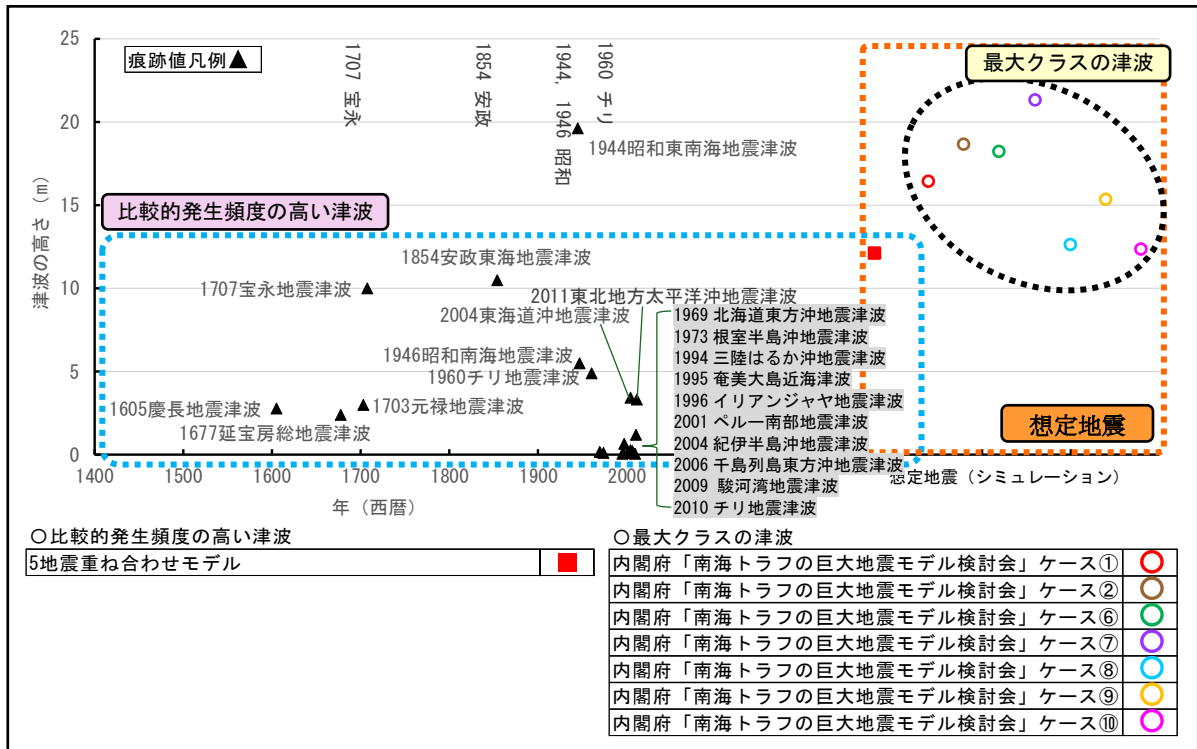 25
20
15
10
5
0
津波の高さ（m）
痕跡値凡例▲
1707 宝永
1854 安政
1944, 1946 昭和
1960 チリ
最大クラスの津波
1944昭和東南海地震津波
比較的発生頻度の高い津波
1854安政東海地震津波
1707宝永地震津波
2011東北地方太平洋沖地震津波
2004東海道沖地震津波
1946昭和南海地震津波
1960チリ地震津波
1605慶長地震津波
1703元禄地震津波
1677延宝房総地震津波
1969 北海道東方沖地震津波
1973 根室半島沖地震津波
1994 三陸はるか沖地震津波
1995 奄美大島近海津波
1996 イリアンジャヤ地震津波
2001 ペルー南部地震津波
2004 紀伊半島沖地震津波
2006 千島列島東方沖地震津波
2009 駿河湾地震津波
2010 チリ地震津波
想定地震
1400 1500 1600 1700 1800 1900 2000
想定地震（シミュレーション）
年（西暦）
〇比較的発生頻度の高い津波
5地震重ね合わせモデル
〇最大クラスの津波
内閣府「南海トラフの巨大地震モデル検討会」ケース①
内閣府「南海トラフの巨大地震モデル検討会」ケース②
内閣府「南海トラフの巨大地震モデル検討会」ケース⑥
内閣府「南海トラフの巨大地震モデル検討会」ケース⑦
内閣府「南海トラフの巨大地震モデル検討会」ケース⑧
内閣府「南海トラフの巨大地震モデル検討会」ケース⑨
内閣府「南海トラフの巨大地震モデル検討会」ケース⑩